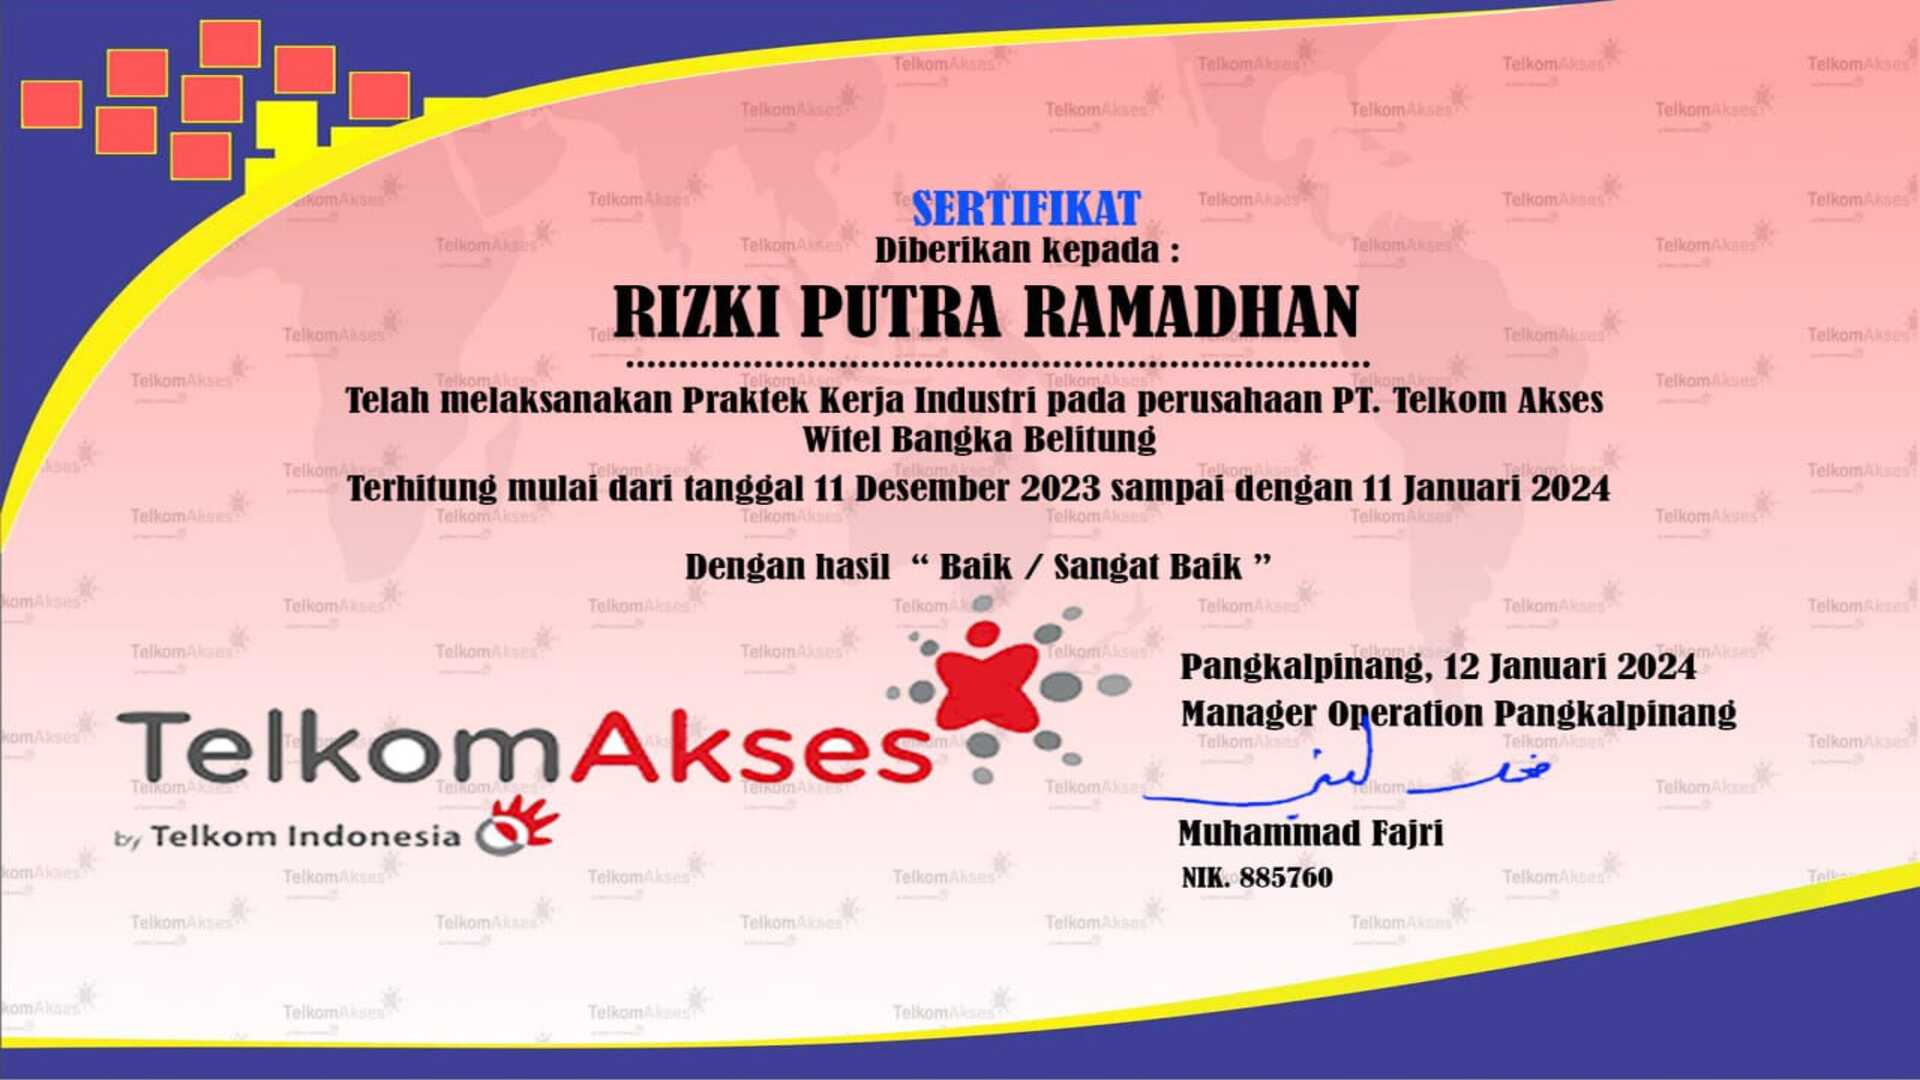 SERTIFIKAT
Diberikan kepada :
RIZKI PUTRA RAMADHAN
Telah melaksanakan Praktek Kerja Industri pada perusahaan PT. Telkom Akses
Witel Bangka Belitung
Terhitung mulai dari tanggal 11 Desember 2023 sampai dengan 11 Januari 2024
Dengan hasil “ Baik / Sangat Baik ”
TelkomAkses
by Telkom Indonesia
Pangkalpinang, 12 Januari 2024
Manager Operation Pangkalpinang
Muhammad Fajri
NIK. 885760